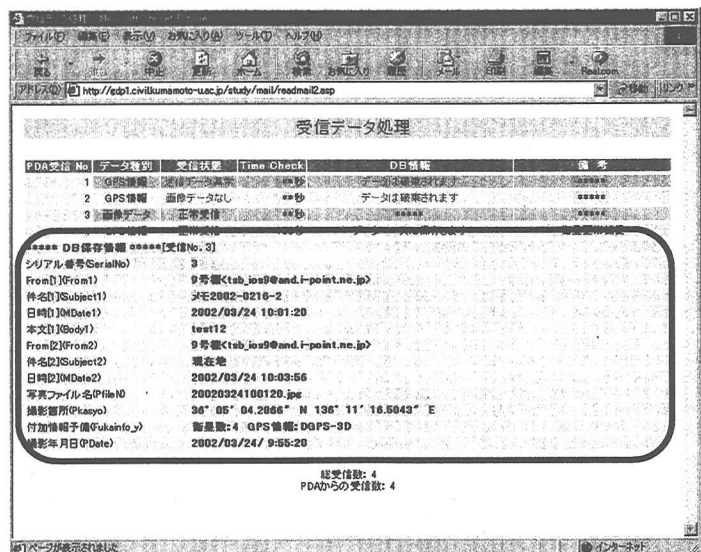 ファイル(F) 編集(E) 表示(V) お気に入り(A) ツール(T) ヘルプ(H)
戻る 中止 更新 ホーム 検索 お気に入り 履歴 メール 印刷 編集 Real.com
アドレス(D) http://gdp1.civil.kumamoto-u.ac.jp/study/mail/readmail2.asp 移動 リンク
受信データ処理
PDA受信 No データ種別 受信状態 Time Check DB情報 備考
1 GPS情報 受信データ異常 **秒 データは破棄されます *****
2 GPS情報 画像データなし **秒 データは破棄されます *****
3 画像データ 正常受信 **秒 ***** *****
***** DB保存情報 *****[受信No. 3]
シリアル番号(SerialNo) 3
From[1](From1) 9号機<tsb_ios9@and.i-point.ne.jp>
件名[1](Subject1) メモ2002-0216-2
日時[1](MDate1) 2002/03/24 10:01:20
本文[1](Body1) test12
From[2](From2) 9号機<tsb_ios9@and.i-point.ne.jp>
件名[2](Subject2) 現在地
日時[2](MDate2) 2002/03/24 10:03:56
写真ファイル名(PfileN) 20020324100120.jpg
撮影箇所(Pkasyo) 36° 05′ 04.2866″ N 136° 11′ 16.5043″ E
付加情報予備(Fukainfo_y) 衛星数:4 GPS情報:DGPS-3D
撮影年月日(PDate) 2002/03/24/ 9:55:20
総受信数: 4
PDAからの受信数: 4
ページが表示されました インターネット